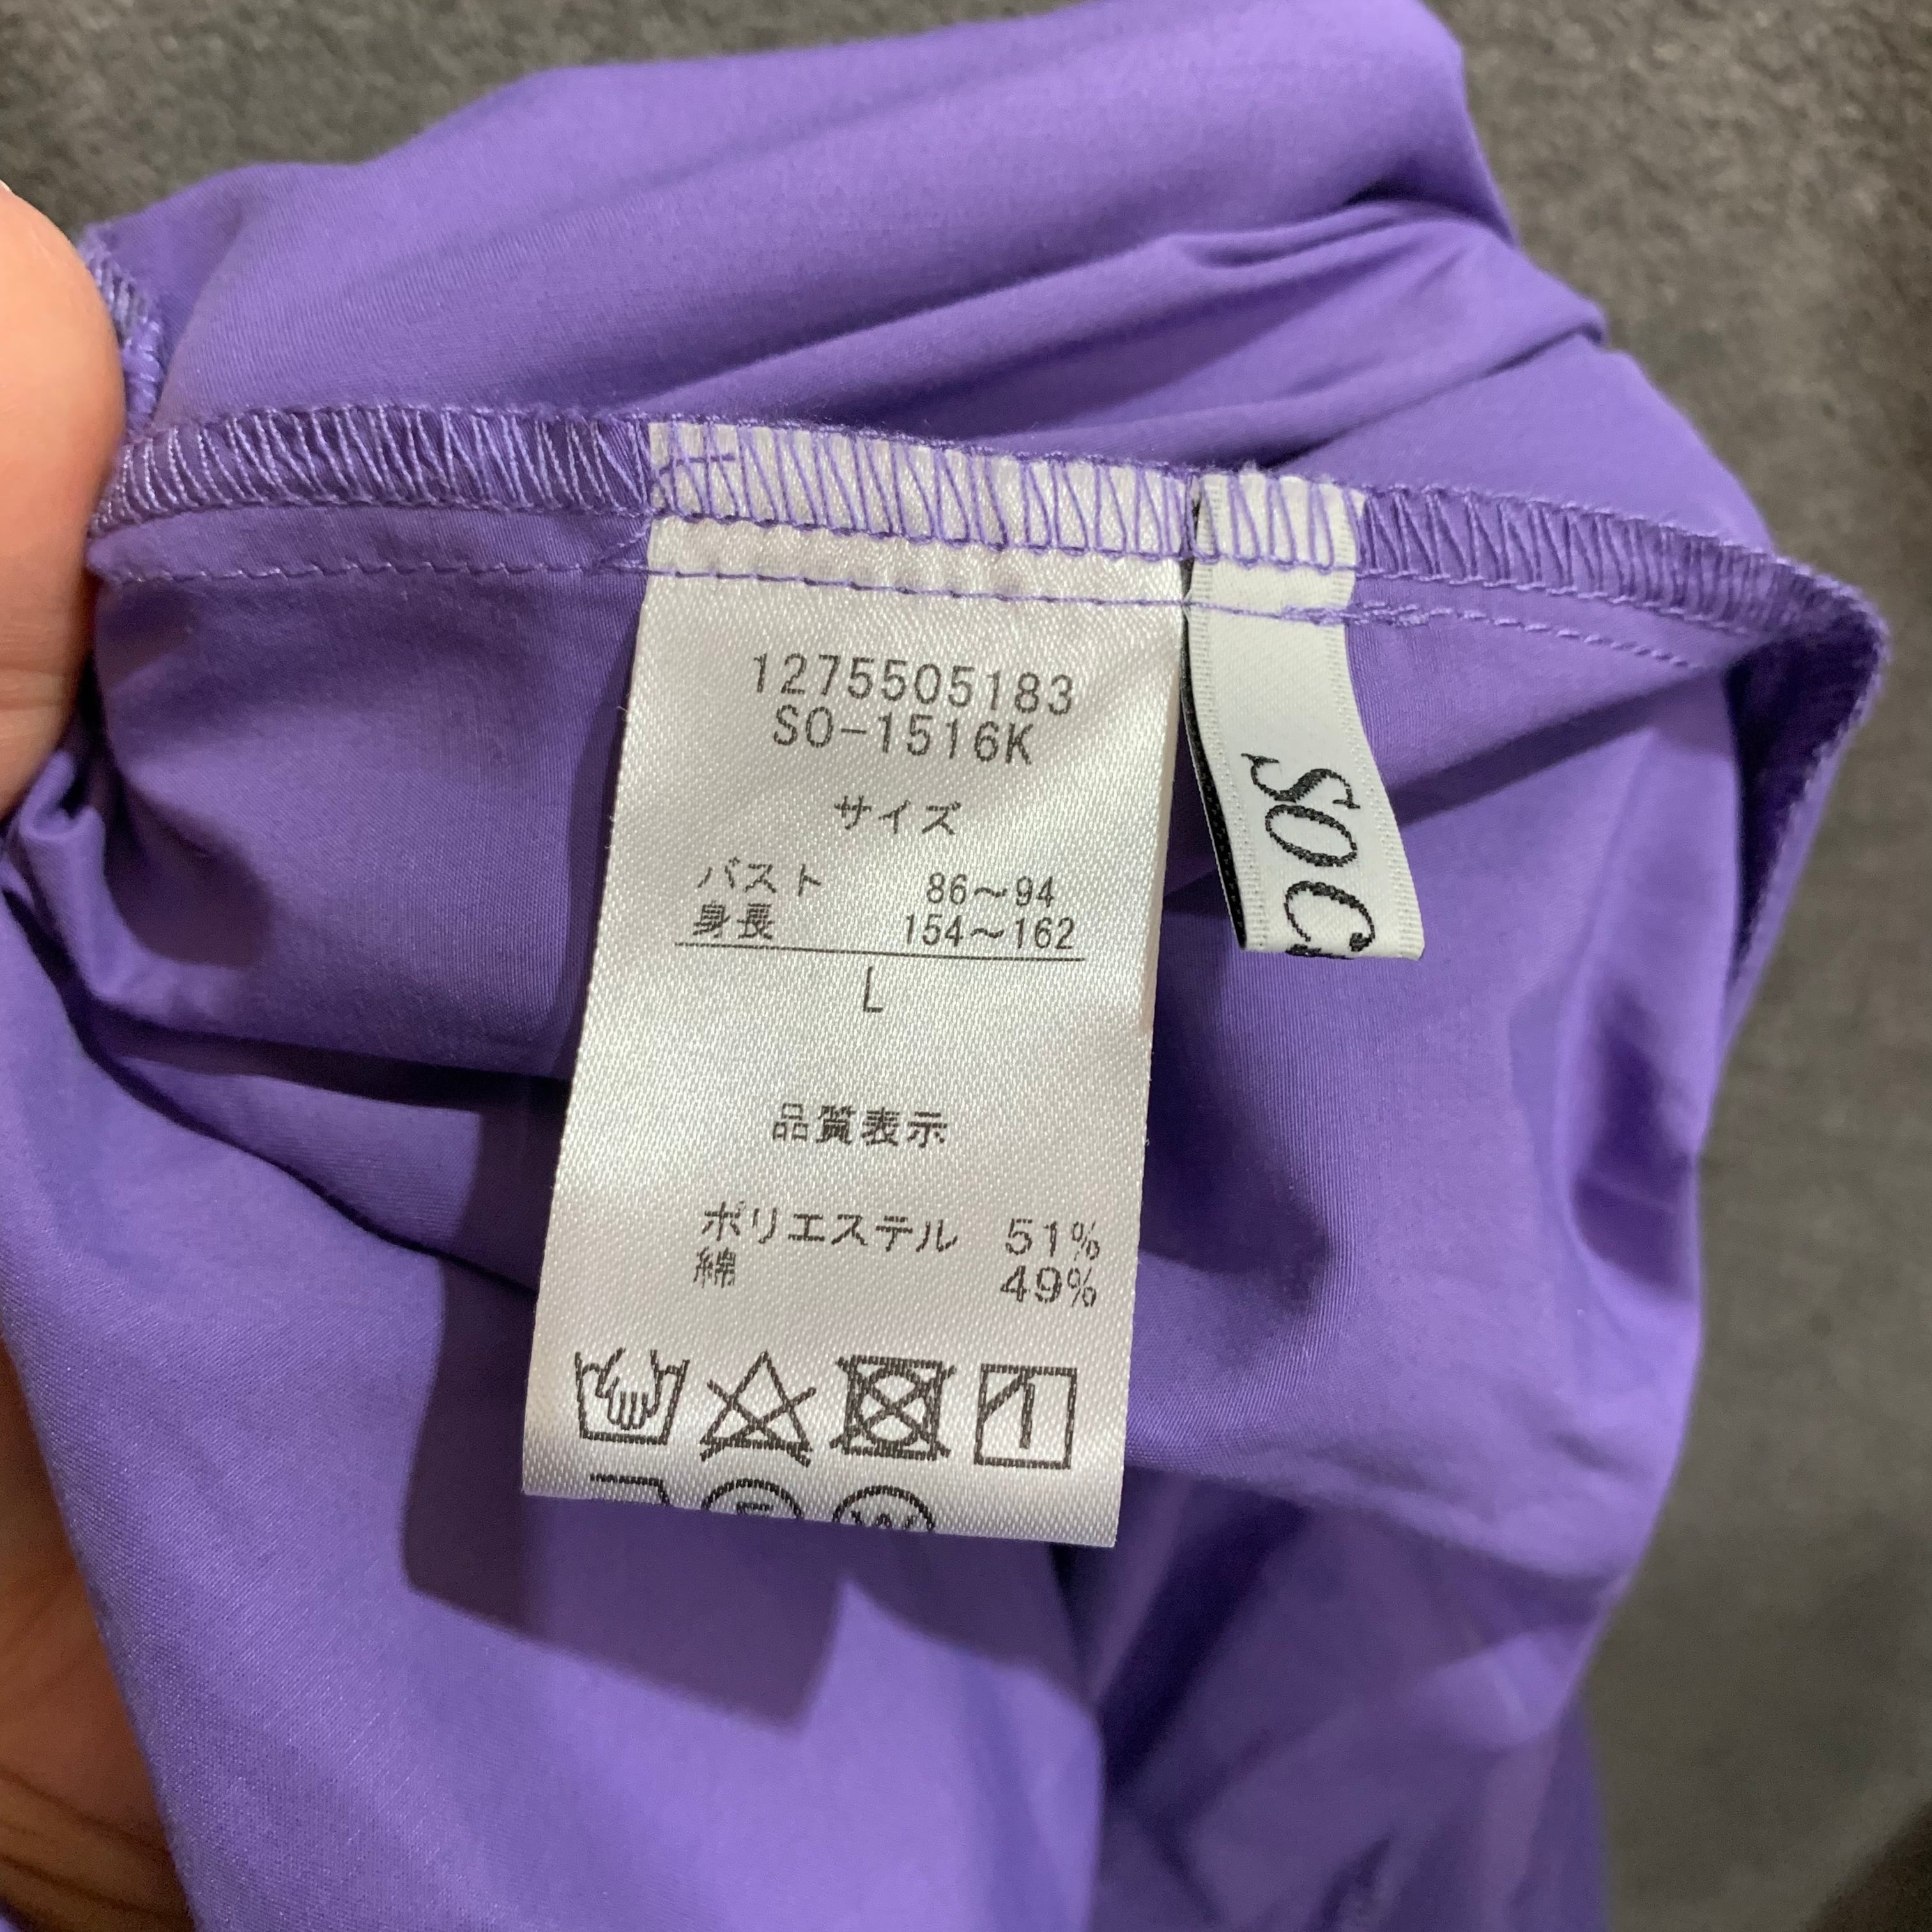 1275505183
SO-1516K
サイズ
バスト 86～94
身長 154～162
L
品質表示
ポリエステル 51%
綿 49%
SO C